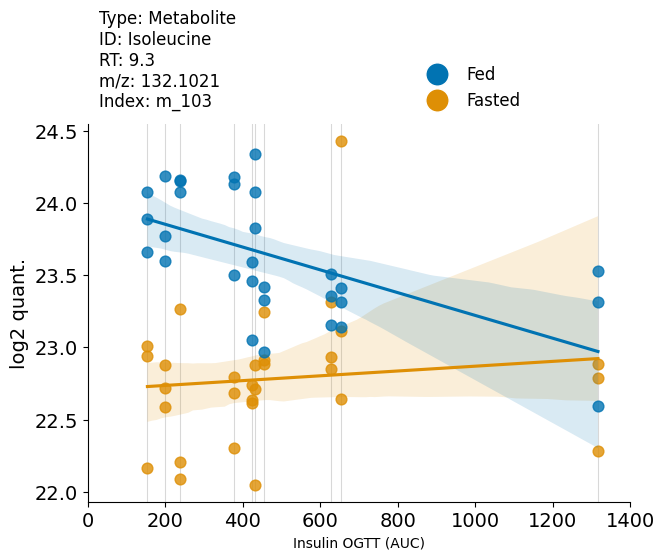 Type: Metabolite
ID: Isoleucine
RT: 9.3
m/z: 132.1021
Index: m_103
Fed
Fasted
24.5
24.0
23.5
23.0
22.5
22.0
log2 quant.
0 200 400 600 800 1000 1200 1400
Insulin OGTT (AUC)